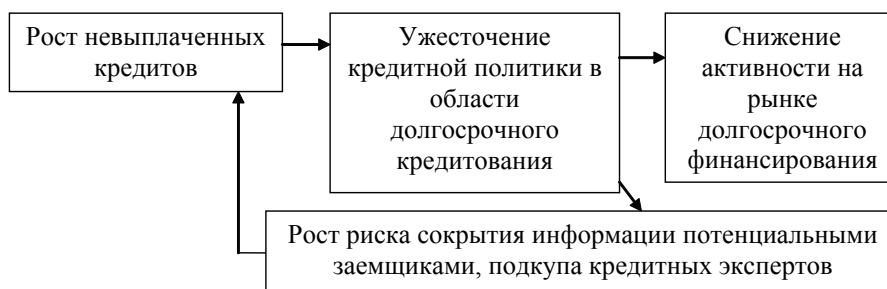 Рост невыплаченных
кредитов
Ужесточение
кредитной политики в
области
долгосрочного
кредитования
Снижение
активности на
рынке
долгосрочного
финансирования
Рост риска сокрытия информации потенциальными
заемщиками, подкупа кредитных экспертов